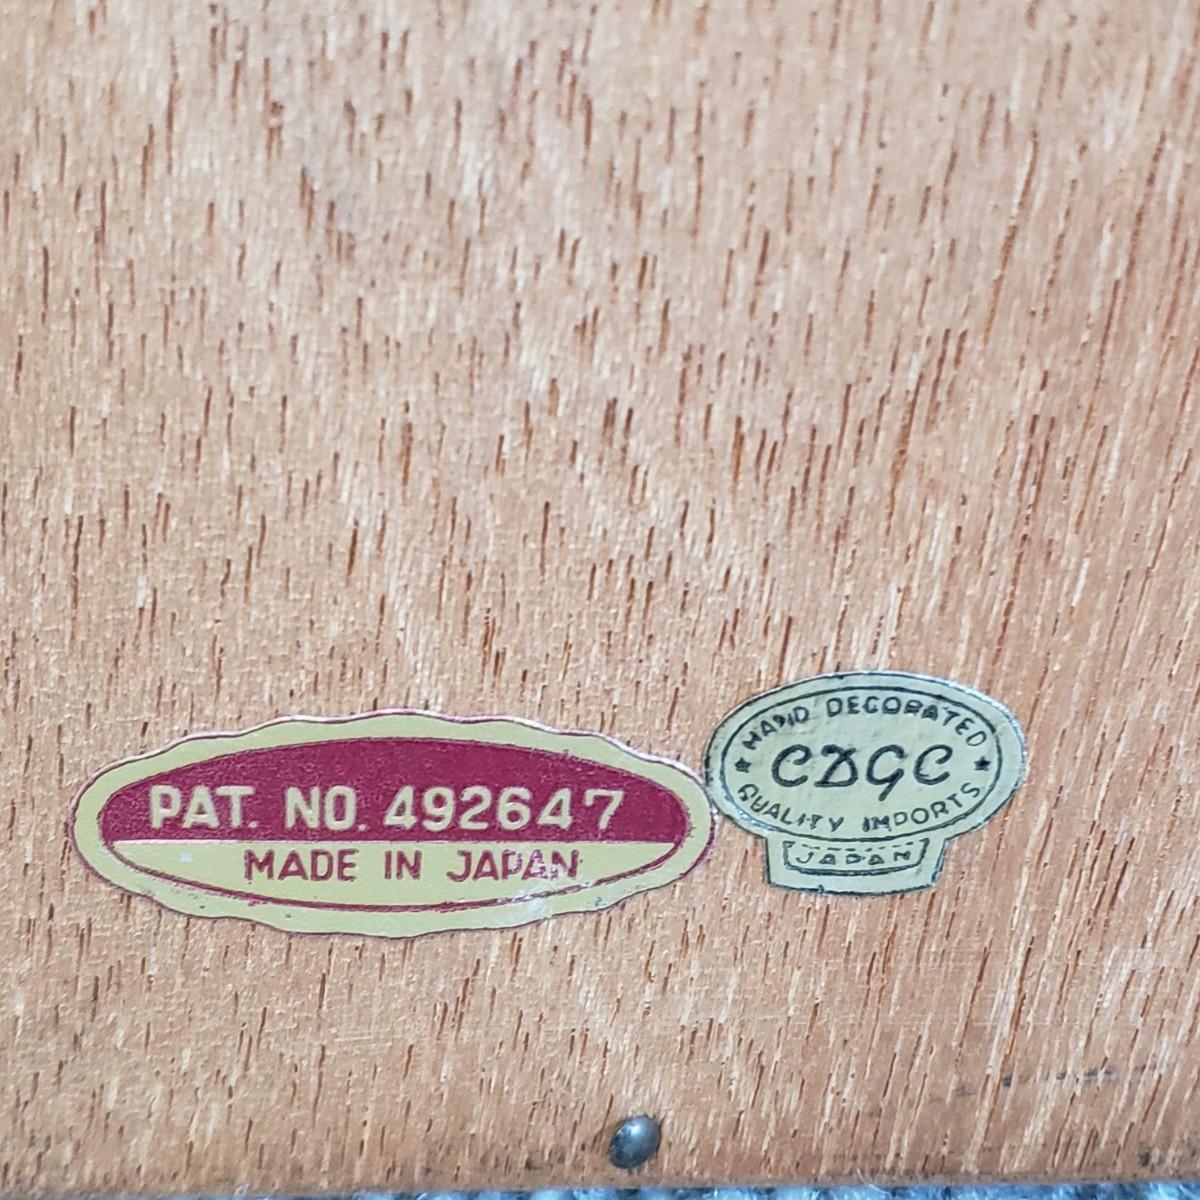 PAT. NO. 492647
MADE IN JAPAN
HAND DECORATED
CDGC
QUALITY IMPORTS
JAPAN